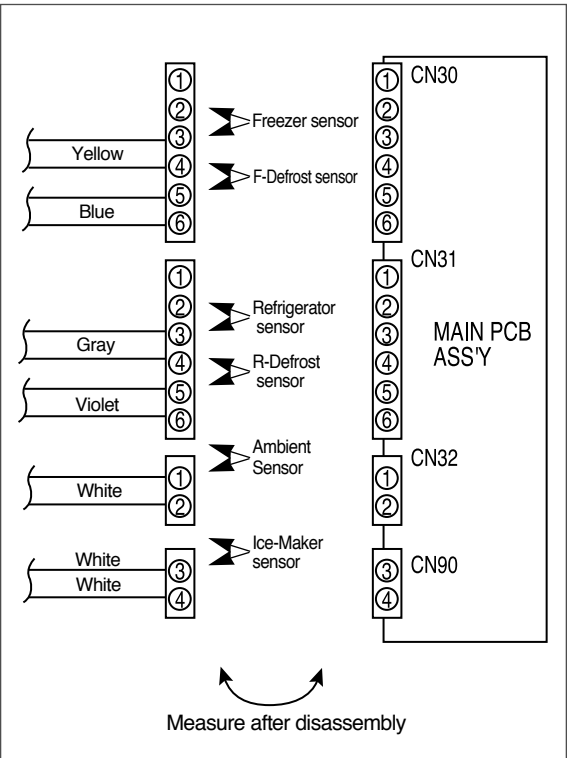 ① ① CN30
② ②
Freezer sensor
③ ③
Yellow
④ ④
F-Defrost sensor
⑤ ⑤
Blue
⑥ ⑥
CN31
① ①
② ②
Refrigerator
sensor
③ ③
MAIN PCB
ASS'Y
Gray
④ ④
R-Defrost
sensor
⑤ ⑤
Violet
⑥ ⑥
Ambient
Sensor
CN32
① ①
White
② ②
Ice-Maker
sensor
White
③ ③ CN90
White
④ ④
Measure after disassembly